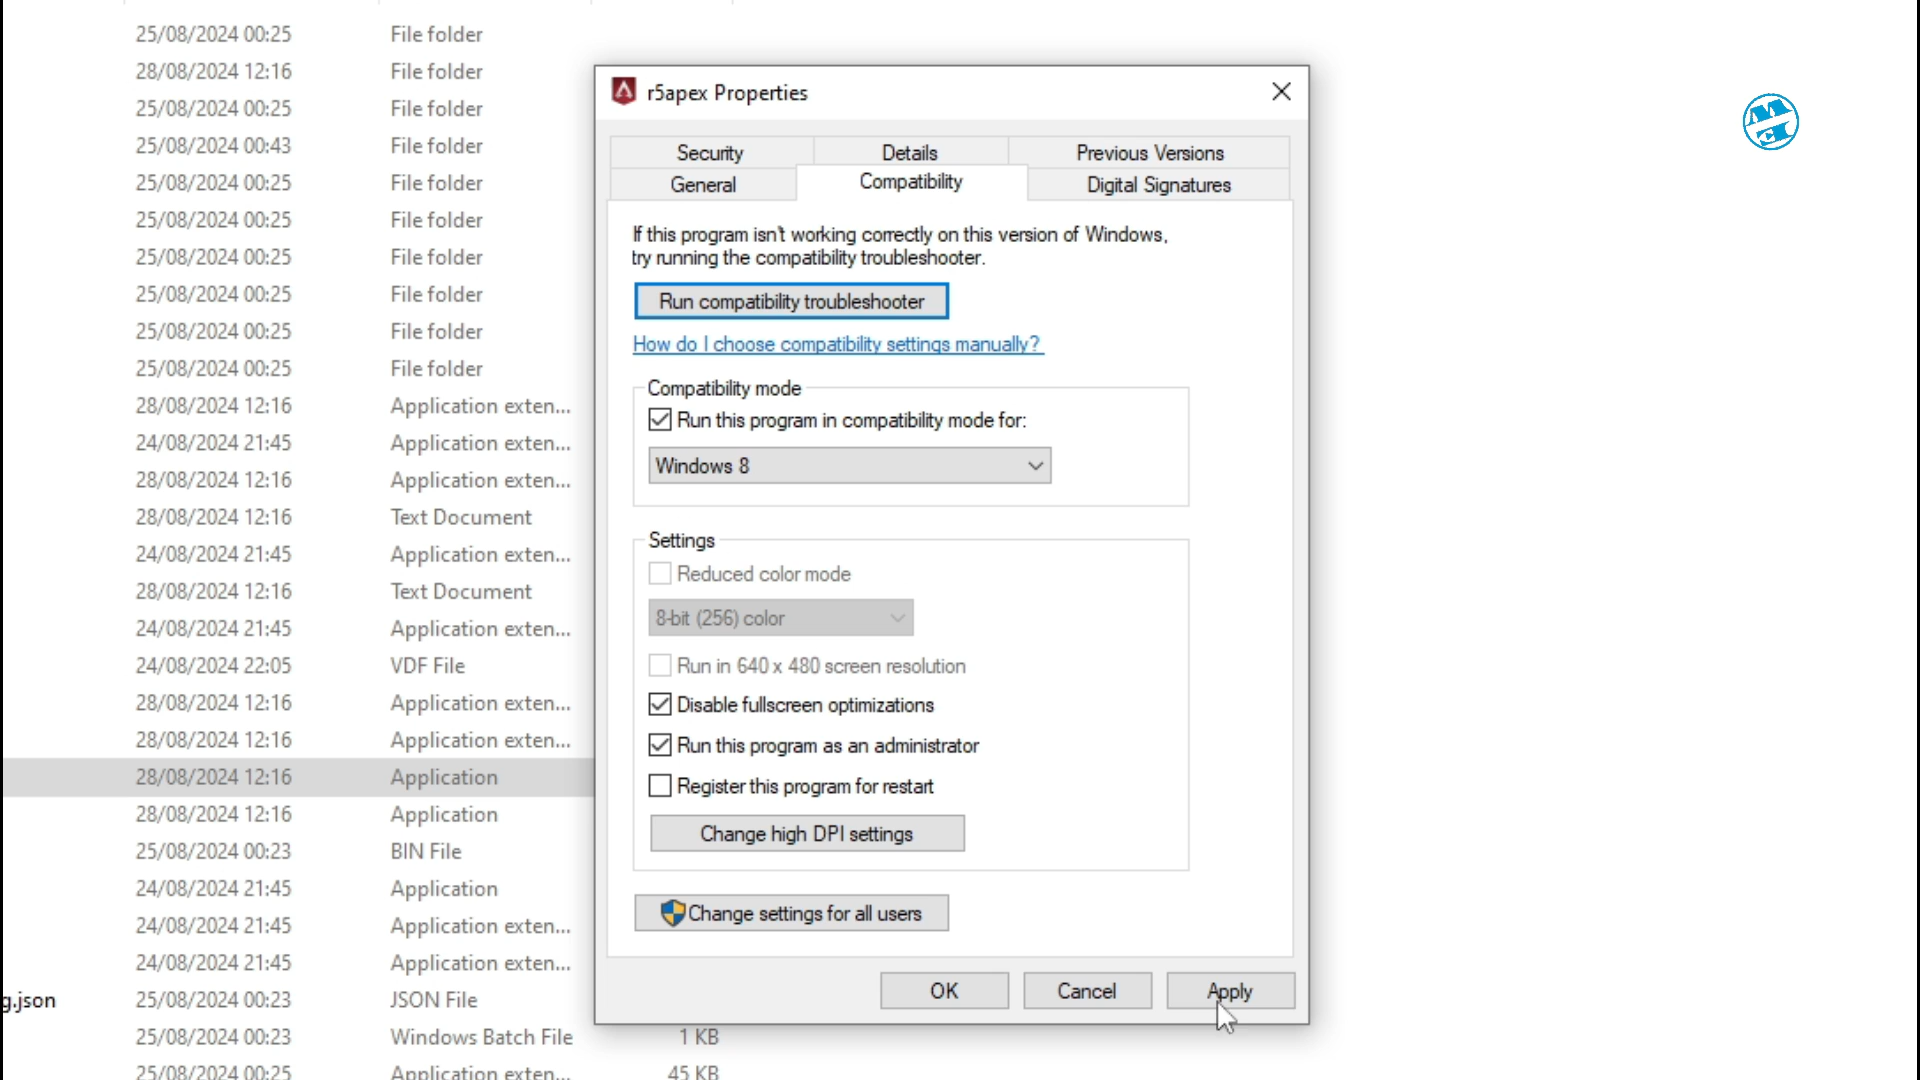 25/08/2024 00:25 File folder
28/08/2024 12:16 File folder
25/08/2024 00:25 File folder
25/08/2024 00:43 File folder
25/08/2024 00:25 File folder
25/08/2024 00:25 File folder
25/08/2024 00:25 File folder
25/08/2024 00:25 File folder
25/08/2024 00:25 File folder
25/08/2024 00:25 File folder
28/08/2024 12:16 Application exten...
24/08/2024 21:45 Application exten...
28/08/2024 12:16 Application exten...
28/08/2024 12:16 Text Document
24/08/2024 21:45 Application exten...
28/08/2024 12:16 Text Document
24/08/2024 21:45 Application exten...
24/08/2024 22:05 VDF File
28/08/2024 12:16 Application exten...
28/08/2024 12:16 Application exten...
28/08/2024 12:16 Application
28/08/2024 12:16 Application
25/08/2024 00:23 BIN File
24/08/2024 21:45 Application
24/08/2024 21:45 Application exten...
24/08/2024 21:45 Application exten...
g.json 25/08/2024 00:23 JSON File
25/08/2024 00:23 Windows Batch File 1 KB
25/08/2024 00:25 Application exten... 45 KB
r5apex Properties
Security Details Previous Versions
General Compatibility Digital Signatures
If this program isn't working correctly on this version of Windows,
try running the compatibility troubleshooter.
Run compatibility troubleshooter
How do I choose compatibility settings manually?
Compatibility mode
Run this program in compatibility mode for:
Windows 8
Settings
Reduced color mode
8-bit (256) color
Run in 640 x 480 screen resolution
Disable fullscreen optimizations
Run this program as an administrator
Register this program for restart
Change high DPI settings
Change settings for all users
OK Cancel Apply